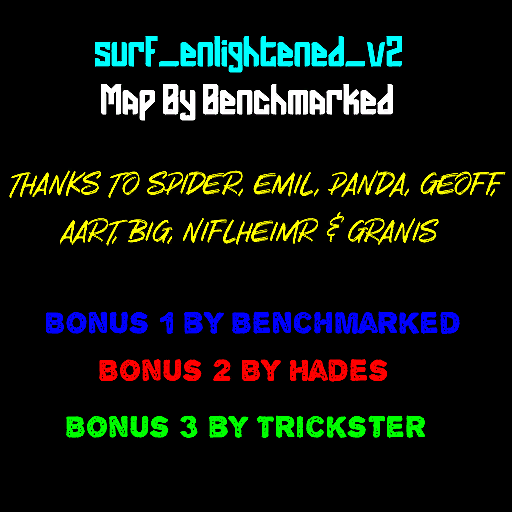 surf_enlightened_v2
Map By Benchmarked
THANKS TO SPIDER, EMIL, PANDA, GEOFF,
AART, BIG, NIFLHEIMR & GRANIS
BONUS 1 BY BENCHMARKED
BONUS 2 BY HADES
BONUS 3 BY TRICKSTER